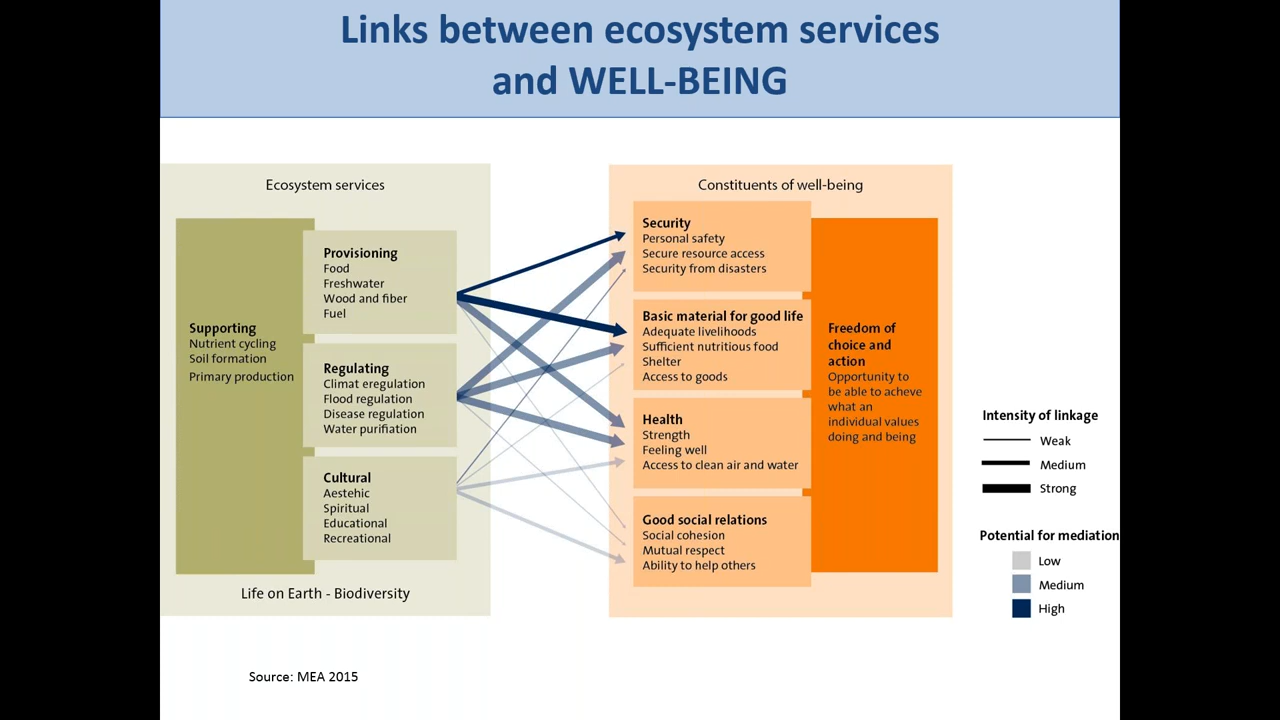 Links between ecosystem services
and WELL-BEING
Ecosystem services
Supporting
Nutrient cycling
Soil formation
Primary production
Provisioning
Food
Freshwater
Wood and fiber
Fuel
Regulating
Climat eregulation
Flood regulation
Disease regulation
Water purifiation
Cultural
Aestehic
Spiritual
Educational
Recreational
Life on Earth - Biodiversity
Constituents of well-being
Security
Personal safety
Secure resource access
Security from disasters
Basic material for good life
Adequate livelihoods
Sufficient nutritious food
Shelter
Access to goods
Health
Strength
Feeling well
Access to clean air and water
Good social relations
Social cohesion
Mutual respect
Ability to help others
Freedom of
choice and
action
Opportunity to
be able to acheve
what an
individual values
doing and being
Intensity of linkage
Weak
Medium
Strong
Potential for mediation
Low
Medium
High
Source: MEA 2015